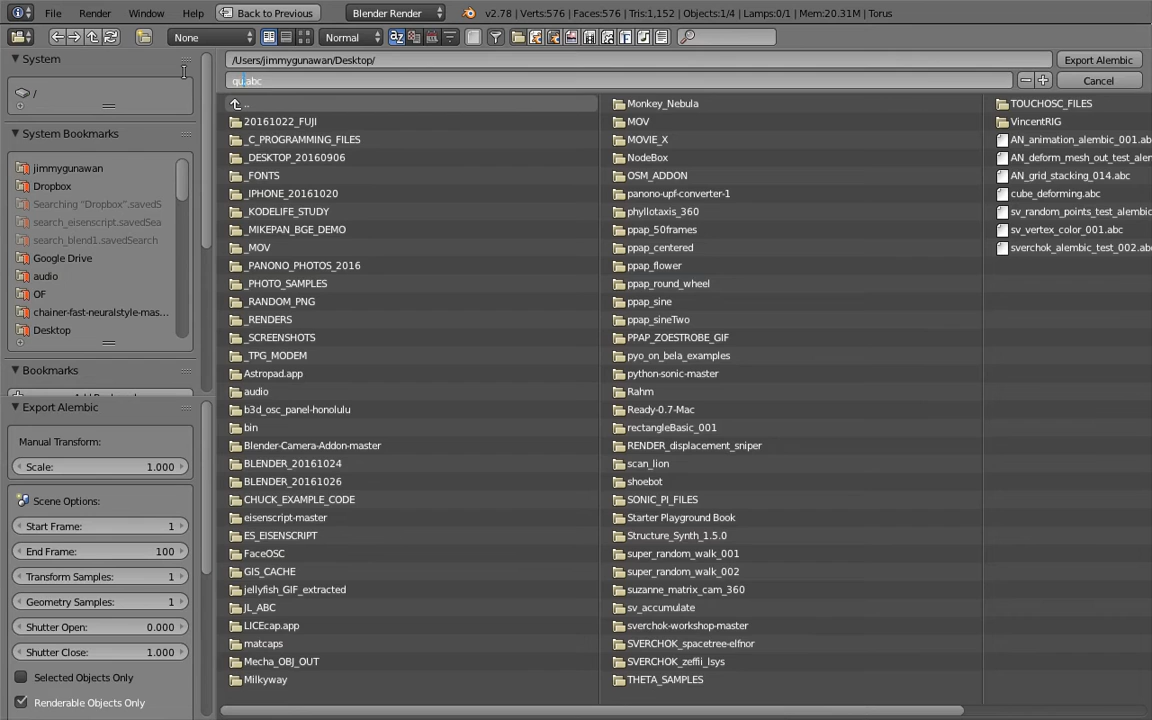 File Render Window Help Back to Previous Blender Render v2.78 | Verts:576 | Faces:576 | Tris:1,152 | Objects:1/4 | Lamps:0/1 | Mem:20.31M | Torus
None Normal
System
/
System Bookmarks
jimmygunawan
Dropbox
Searching “Dropbox”.savedS
search_eisenscript.savedSea
search_blend1.savedSearch
Google Drive
audio
OF
chainer-fast-neuralstyle-mas...
Desktop
Bookmarks
Export Alembic
Manual Transform:
Scale: 1.000
Scene Options:
Start Frame: 1
End Frame: 100
Transform Samples: 1
Geometry Samples: 1
Shutter Open: 0.000
Shutter Close: 1.000
Selected Objects Only
Renderable Objects Only
/Users/jimmygunawan/Desktop/ Export Alembic
qu.abc Cancel
..
20161022_FUJI
_C_PROGRAMMING_FILES
_DESKTOP_20160906
_FONTS
_IPHONE_20161020
_KODELIFE_STUDY
_MIKEPAN_BGE_DEMO
_MOV
_PANONO_PHOTOS_2016
_PHOTO_SAMPLES
_RANDOM_PNG
_RENDERS
_SCREENSHOTS
_TPG_MODEM
Astropad.app
audio
b3d_osc_panel-honolulu
bin
Blender-Camera-Addon-master
BLENDER_20161024
BLENDER_20161026
CHUCK_EXAMPLE_CODE
eisenscript-master
ES_EISENSCRIPT
FaceOSC
GIS_CACHE
jellyfish_GIF_extracted
JL_ABC
LICEcap.app
matcaps
Mecha_OBJ_OUT
Milkyway
Monkey_Nebula
MOV
MOVIE_X
NodeBox
OSM_ADDON
panono-upf-converter-1
phyllotaxis_360
ppap_50frames
ppap_centered
ppap_flower
ppap_round_wheel
ppap_sine
ppap_sineTwo
PPAP_ZOESTROBE_GIF
pyo_on_bela_examples
python-sonic-master
Rahm
Ready-0.7-Mac
rectangleBasic_001
RENDER_displacement_sniper
scan_lion
shoebot
SONIC_PI_FILES
Starter Playground Book
Structure_Synth_1.5.0
super_random_walk_001
super_random_walk_002
suzanne_matrix_cam_360
sv_accumulate
sverchok-workshop-master
SVERCHOK_spacetree-elfnor
SVERCHOK_zeffii_lsys
THETA_SAMPLES
TOUCHOSC_FILES
VincentRIG
AN_animation_alembic_001.ab
AN_deform_mesh_out_test_alem
AN_grid_stacking_014.abc
cube_deforming.abc
sv_random_points_test_alembic
sv_vertex_color_001.abc
sverchok_alembic_test_002.abc